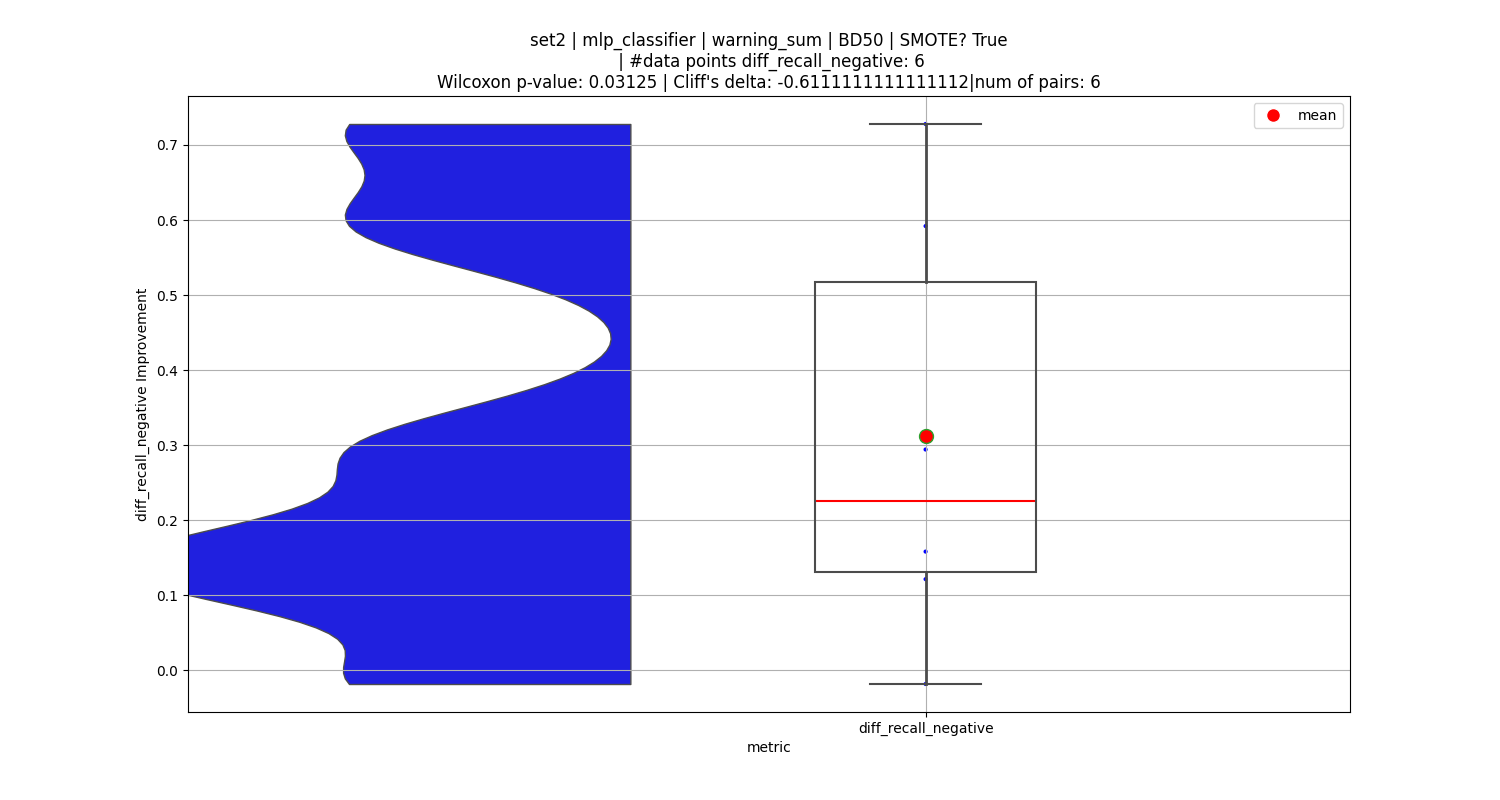 set2 | mlp_classifier | warning_sum | BD50 | SMOTE? True
| #data points diff_recall_negative: 6
Wilcoxon p-value: 0.03125 | Cliff's delta: -0.6111111111111112|num of pairs: 6
mean
0.7
0.6
0.5
0.4
0.3
0.2
0.1
0.0
diff_recall_negative Improvement
diff_recall_negative
metric